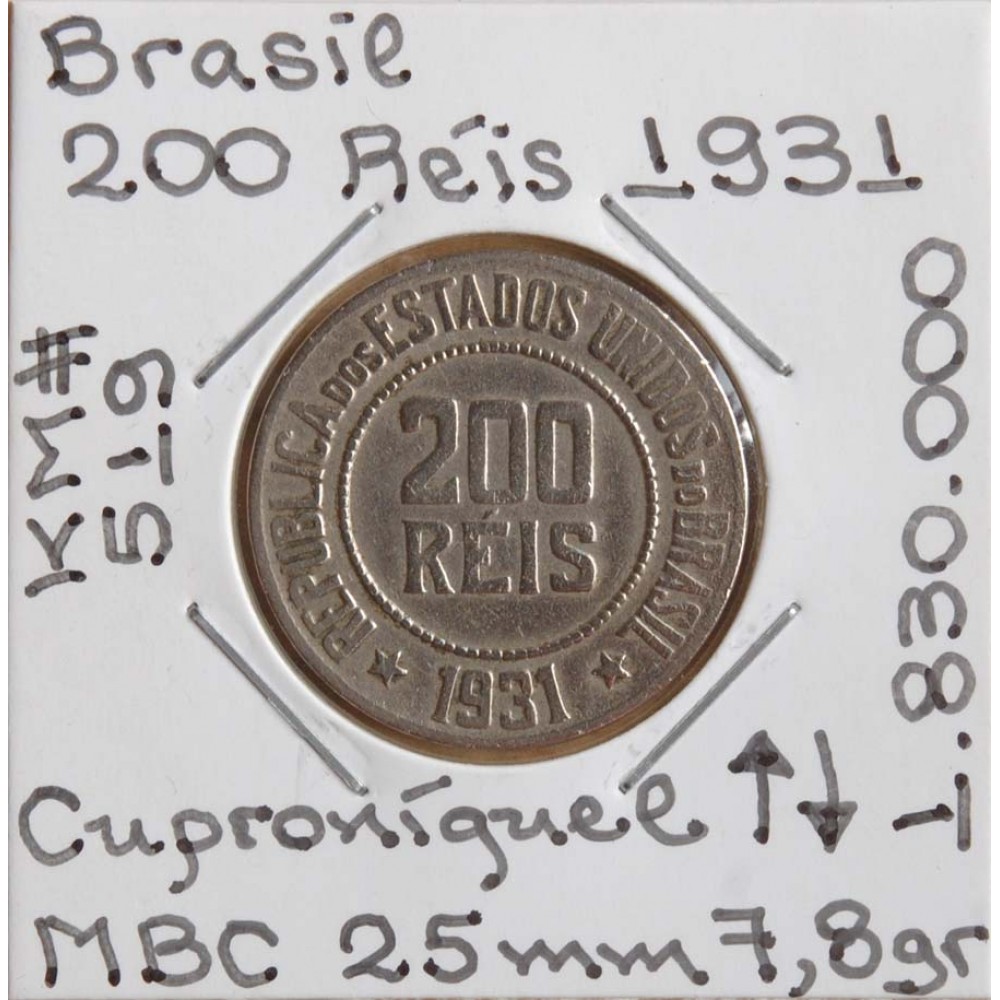 Brasil
200 Réis 1931
KM#
519
REPUBLICA DOS ESTADOS UNIDOS DO BRASIL
200
RÉIS
1931
1.830.000
Cuproníquel ↑↓
MBC 25mm 7,8gr